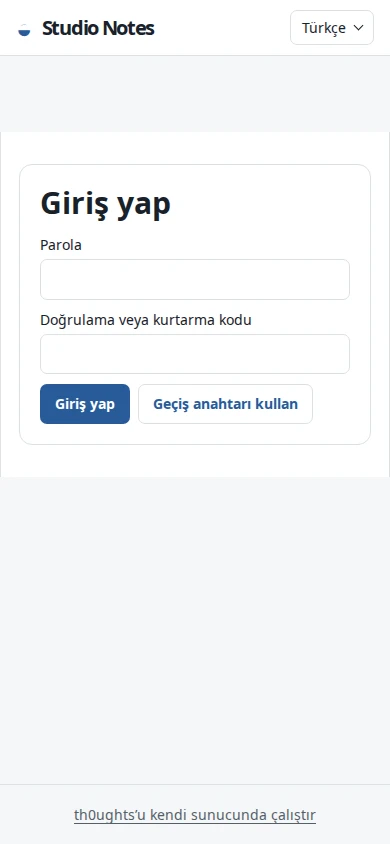 Studio Notes
Türkçe
Giriş yap
Parola
Doğrulama veya kurtarma kodu
Giriş yap
Geçiş anahtarı kullan
th0ughts’u kendi sunucunda çalıştır